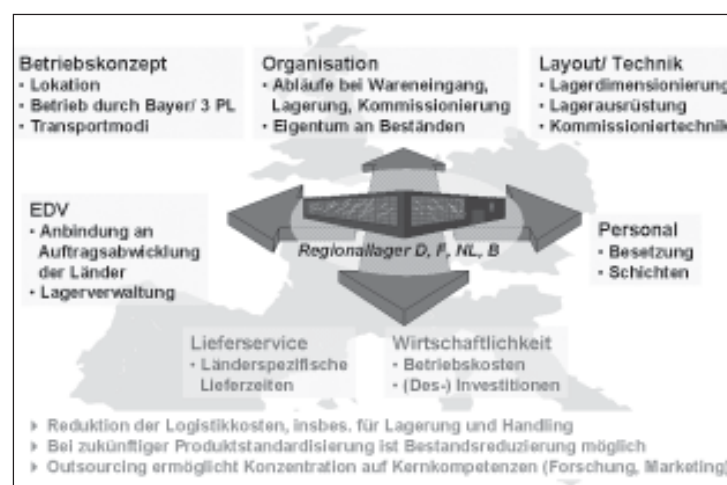 Betriebskonzept
• Lokation
• Betrieb durch Bayer/ 3 PL
• Transportmodi
Organisation
• Abläufe bei Wareneingang,
Lagerung, Kommissionierung
• Eigentum an Beständen
Layout/ Technik
• Lagerdimensionierung
• Lagerausrüstung
• Kommissioniertechnik
EDV
• Anbindung an
Auftragsabwicklung
der Länder
• Lagerverwaltung
Regionallager D, F, NL, B
Personal
• Besetzung
• Schichten
Lieferservice
• Länderspezifische
Lieferzeiten
Wirtschaftlichkeit
• Betriebskosten
• (Des-) Investitionen
Reduktion der Logistikkosten, insbes. für Lagerung und Handling
Bei zukünftiger Produktstandardisierung ist Bestandsreduzierung möglich
Outsourcing ermöglicht Konzentration auf Kernkompetenzen (Forschung, Marketing)